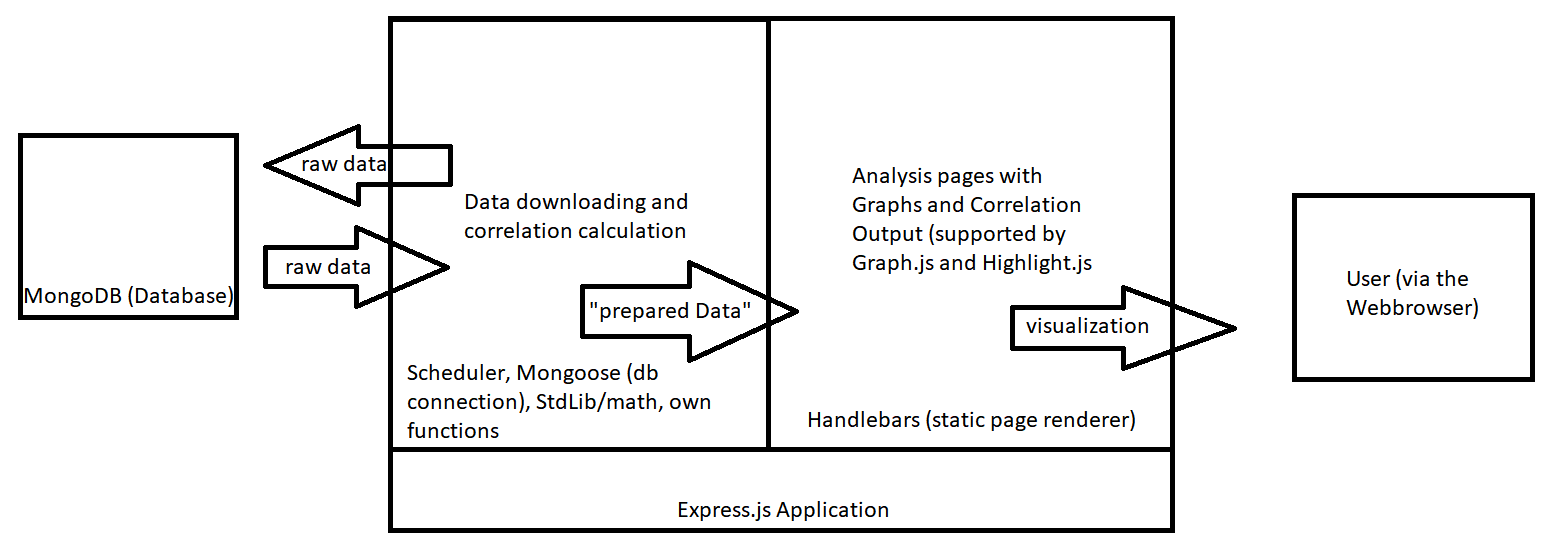 raw data
raw data
MongoDB (Database)
Data downloading and
correlation calculation
"prepared Data"
Scheduler, Mongoose (db
connection), StdLib/math, own
functions
Analysis pages with
Graphs and Correlation
Output (supported by
Graph.js and Highlight.js
visualization
Handlebars (static page renderer)
User (via the
Webbrowser)
Express.js Application